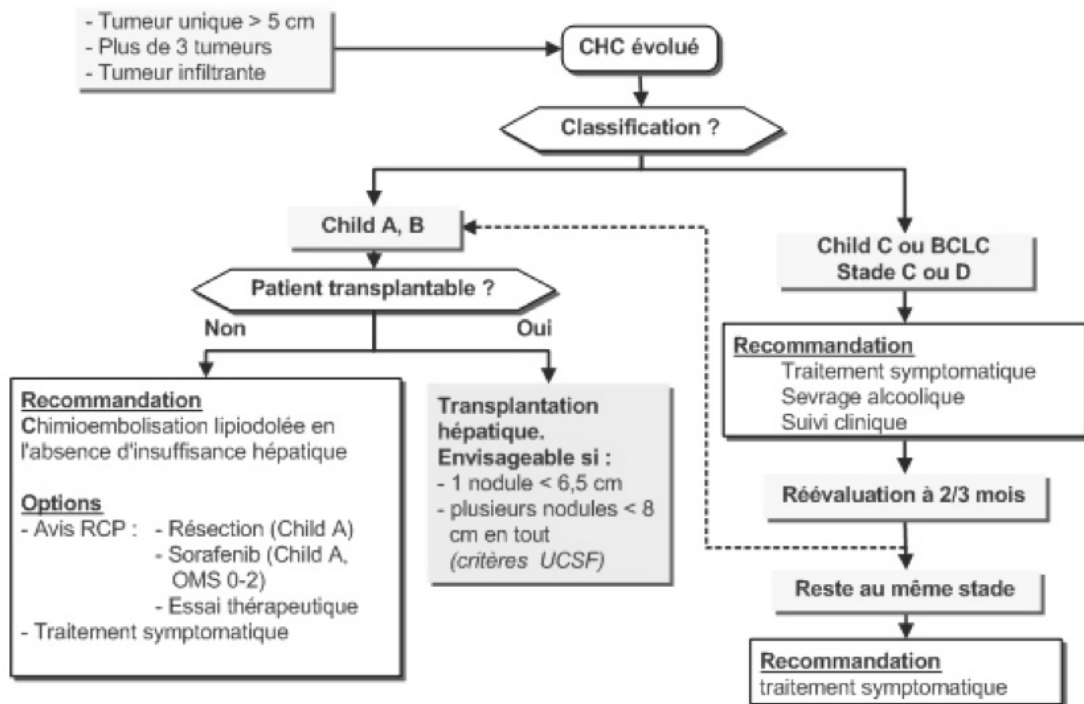 - Tumeur unique > 5 cm
- Plus de 3 tumeurs
- Tumeur infiltrante
CHC évolué
Classification ?
Child A, B
Patient transplantable ?
Non
Oui
Recommandation
Chimioembolisation lipiodolée en
l'absence d'insuffisance hépatique
Options
- Avis RCP : - Résection (Child A)
- Sorafenib (Child A,
OMS 0-2)
- Essai thérapeutique
- Traitement symptomatique
Transplantation
hépatique.
Envisageable si :
- 1 nodule < 6,5 cm
- plusieurs nodules < 8
cm en tout
(critères UCSF)
Child C ou BCLC
Stade C ou D
Recommandation
Traitement symptomatique
Sevrage alcoolique
Suivi clinique
Réévaluation à 2/3 mois
Reste au même stade
Recommandation
traitement symptomatique